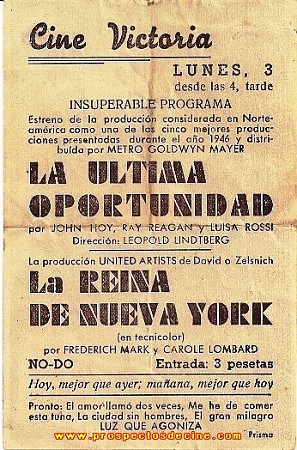 Cine Victoria
LUNES, 3
desde las 4, tarde
INSUPERABLE PROGRAMA
Estreno de la producción considerada en Norte-
américa como una de las cinco mejores produc-
ciones presentadas durante el año 1946 y distri-
buída por METRO GOLDWYN MAYER
LA ULTIMA
OPORTUNIDAD
por JOHN HOY, RAY REAGAN y LUISA ROSSI
Dirección: LEOPOLD LINDTBERG
La producción UNITED ARTISTS de David o Zelsnich
La REINA
DE NUEVA YORK
(en tecnicolor)
por FREDERICH MARK y CAROLE LOMBARD
NO-DO Entrada: 3 pesetas
Hoy, mejor que ayer; mañana, mejor que hoy
Pronto: El amor llamó dos veces, Me he de comer
esta tuna, La ciudad sin hombres. El gran milagro
LUZ QUE AGONIZA
www.prospectosdecine.com
Prisma